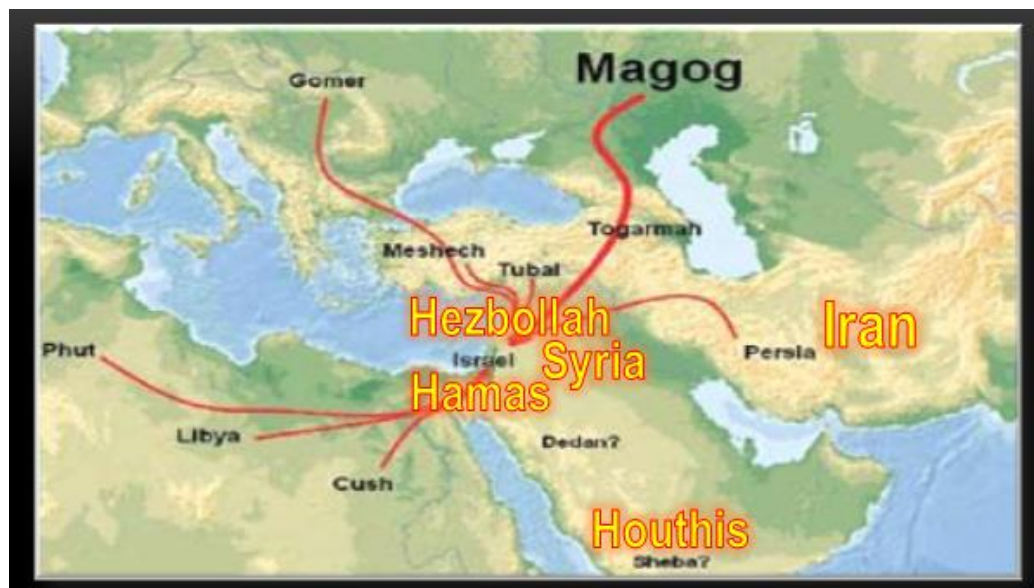 Gomer
Magog
Togarmah
Meshech
Tubal
Hezbollah
Iran
Phut
Israel
Syria
Persia
Hamas
Libya
Dedan?
Cush
Houthis
Sheba?